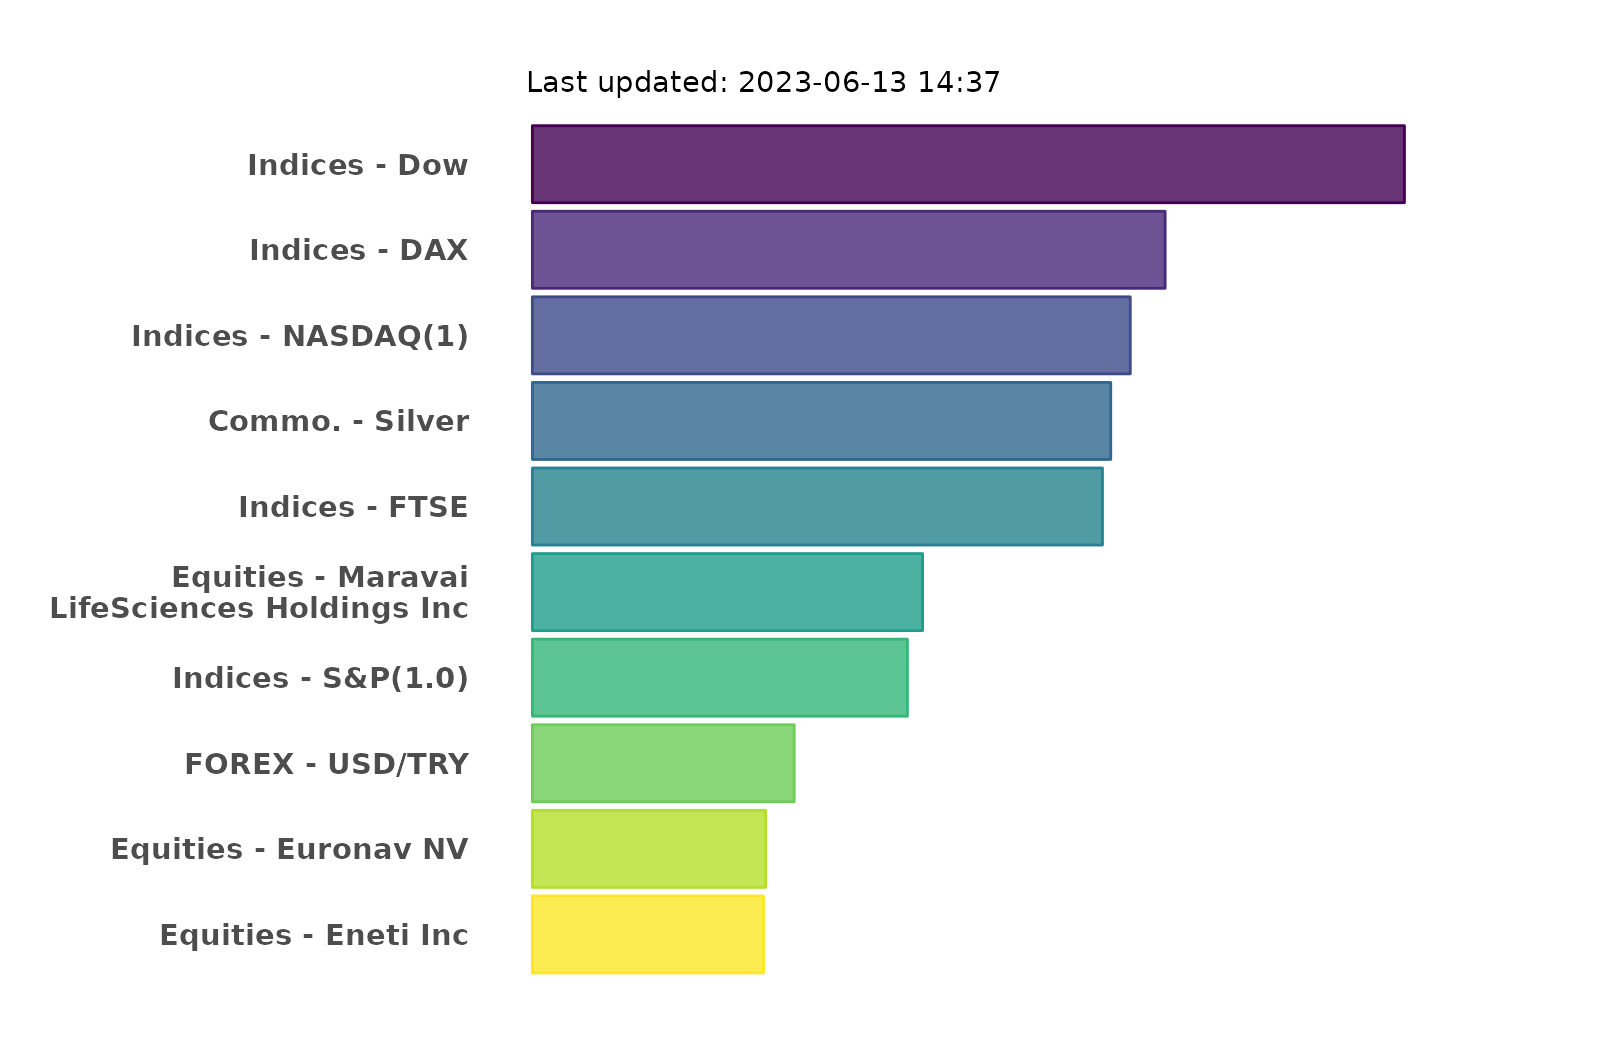 Last updated: 2023-06-13 14:37
Indices - Dow
Indices - DAX
Indices - NASDAQ(1)
Commo. - Silver
Indices - FTSE
Equities - Maravai
LifeSciences Holdings Inc
Indices - S&P(1.0)
FOREX - USD/TRY
Equities - Euronav NV
Equities - Eneti Inc